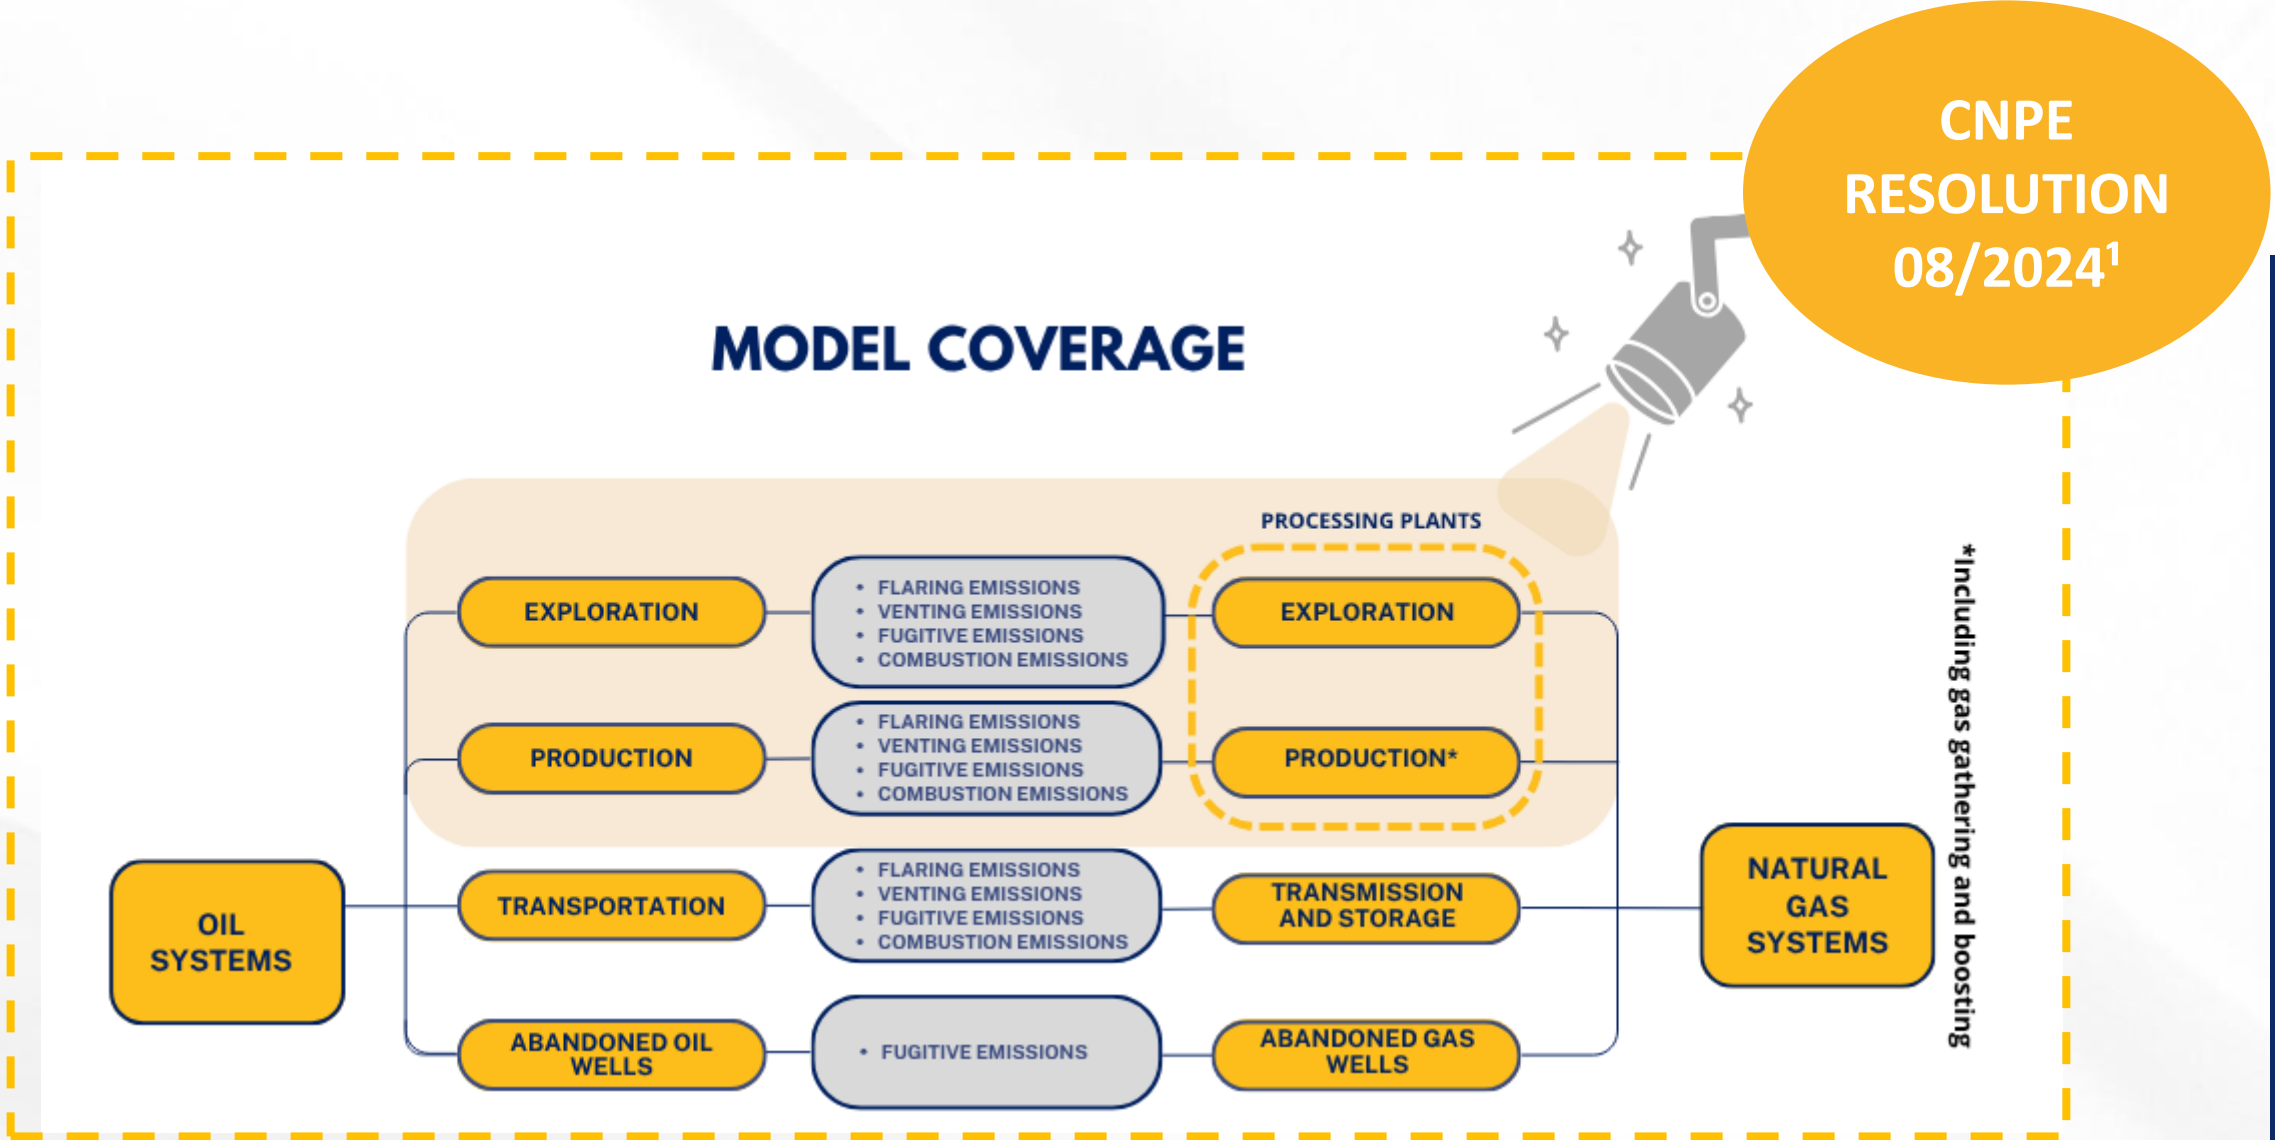 CNPE
RESOLUTION
08/2024¹
MODEL COVERAGE
PROCESSING PLANTS
EXPLORATION
• FLARING EMISSIONS
• VENTING EMISSIONS
• FUGITIVE EMISSIONS
• COMBUSTION EMISSIONS
EXPLORATION
PRODUCTION
• FLARING EMISSIONS
• VENTING EMISSIONS
• FUGITIVE EMISSIONS
• COMBUSTION EMISSIONS
PRODUCTION*
OIL
SYSTEMS
TRANSPORTATION
• FLARING EMISSIONS
• VENTING EMISSIONS
• FUGITIVE EMISSIONS
• COMBUSTION EMISSIONS
TRANSMISSION
AND STORAGE
NATURAL
GAS
SYSTEMS
ABANDONED OIL
WELLS
• FUGITIVE EMISSIONS
ABANDONED GAS
WELLS
*Including gas gathering and boosting